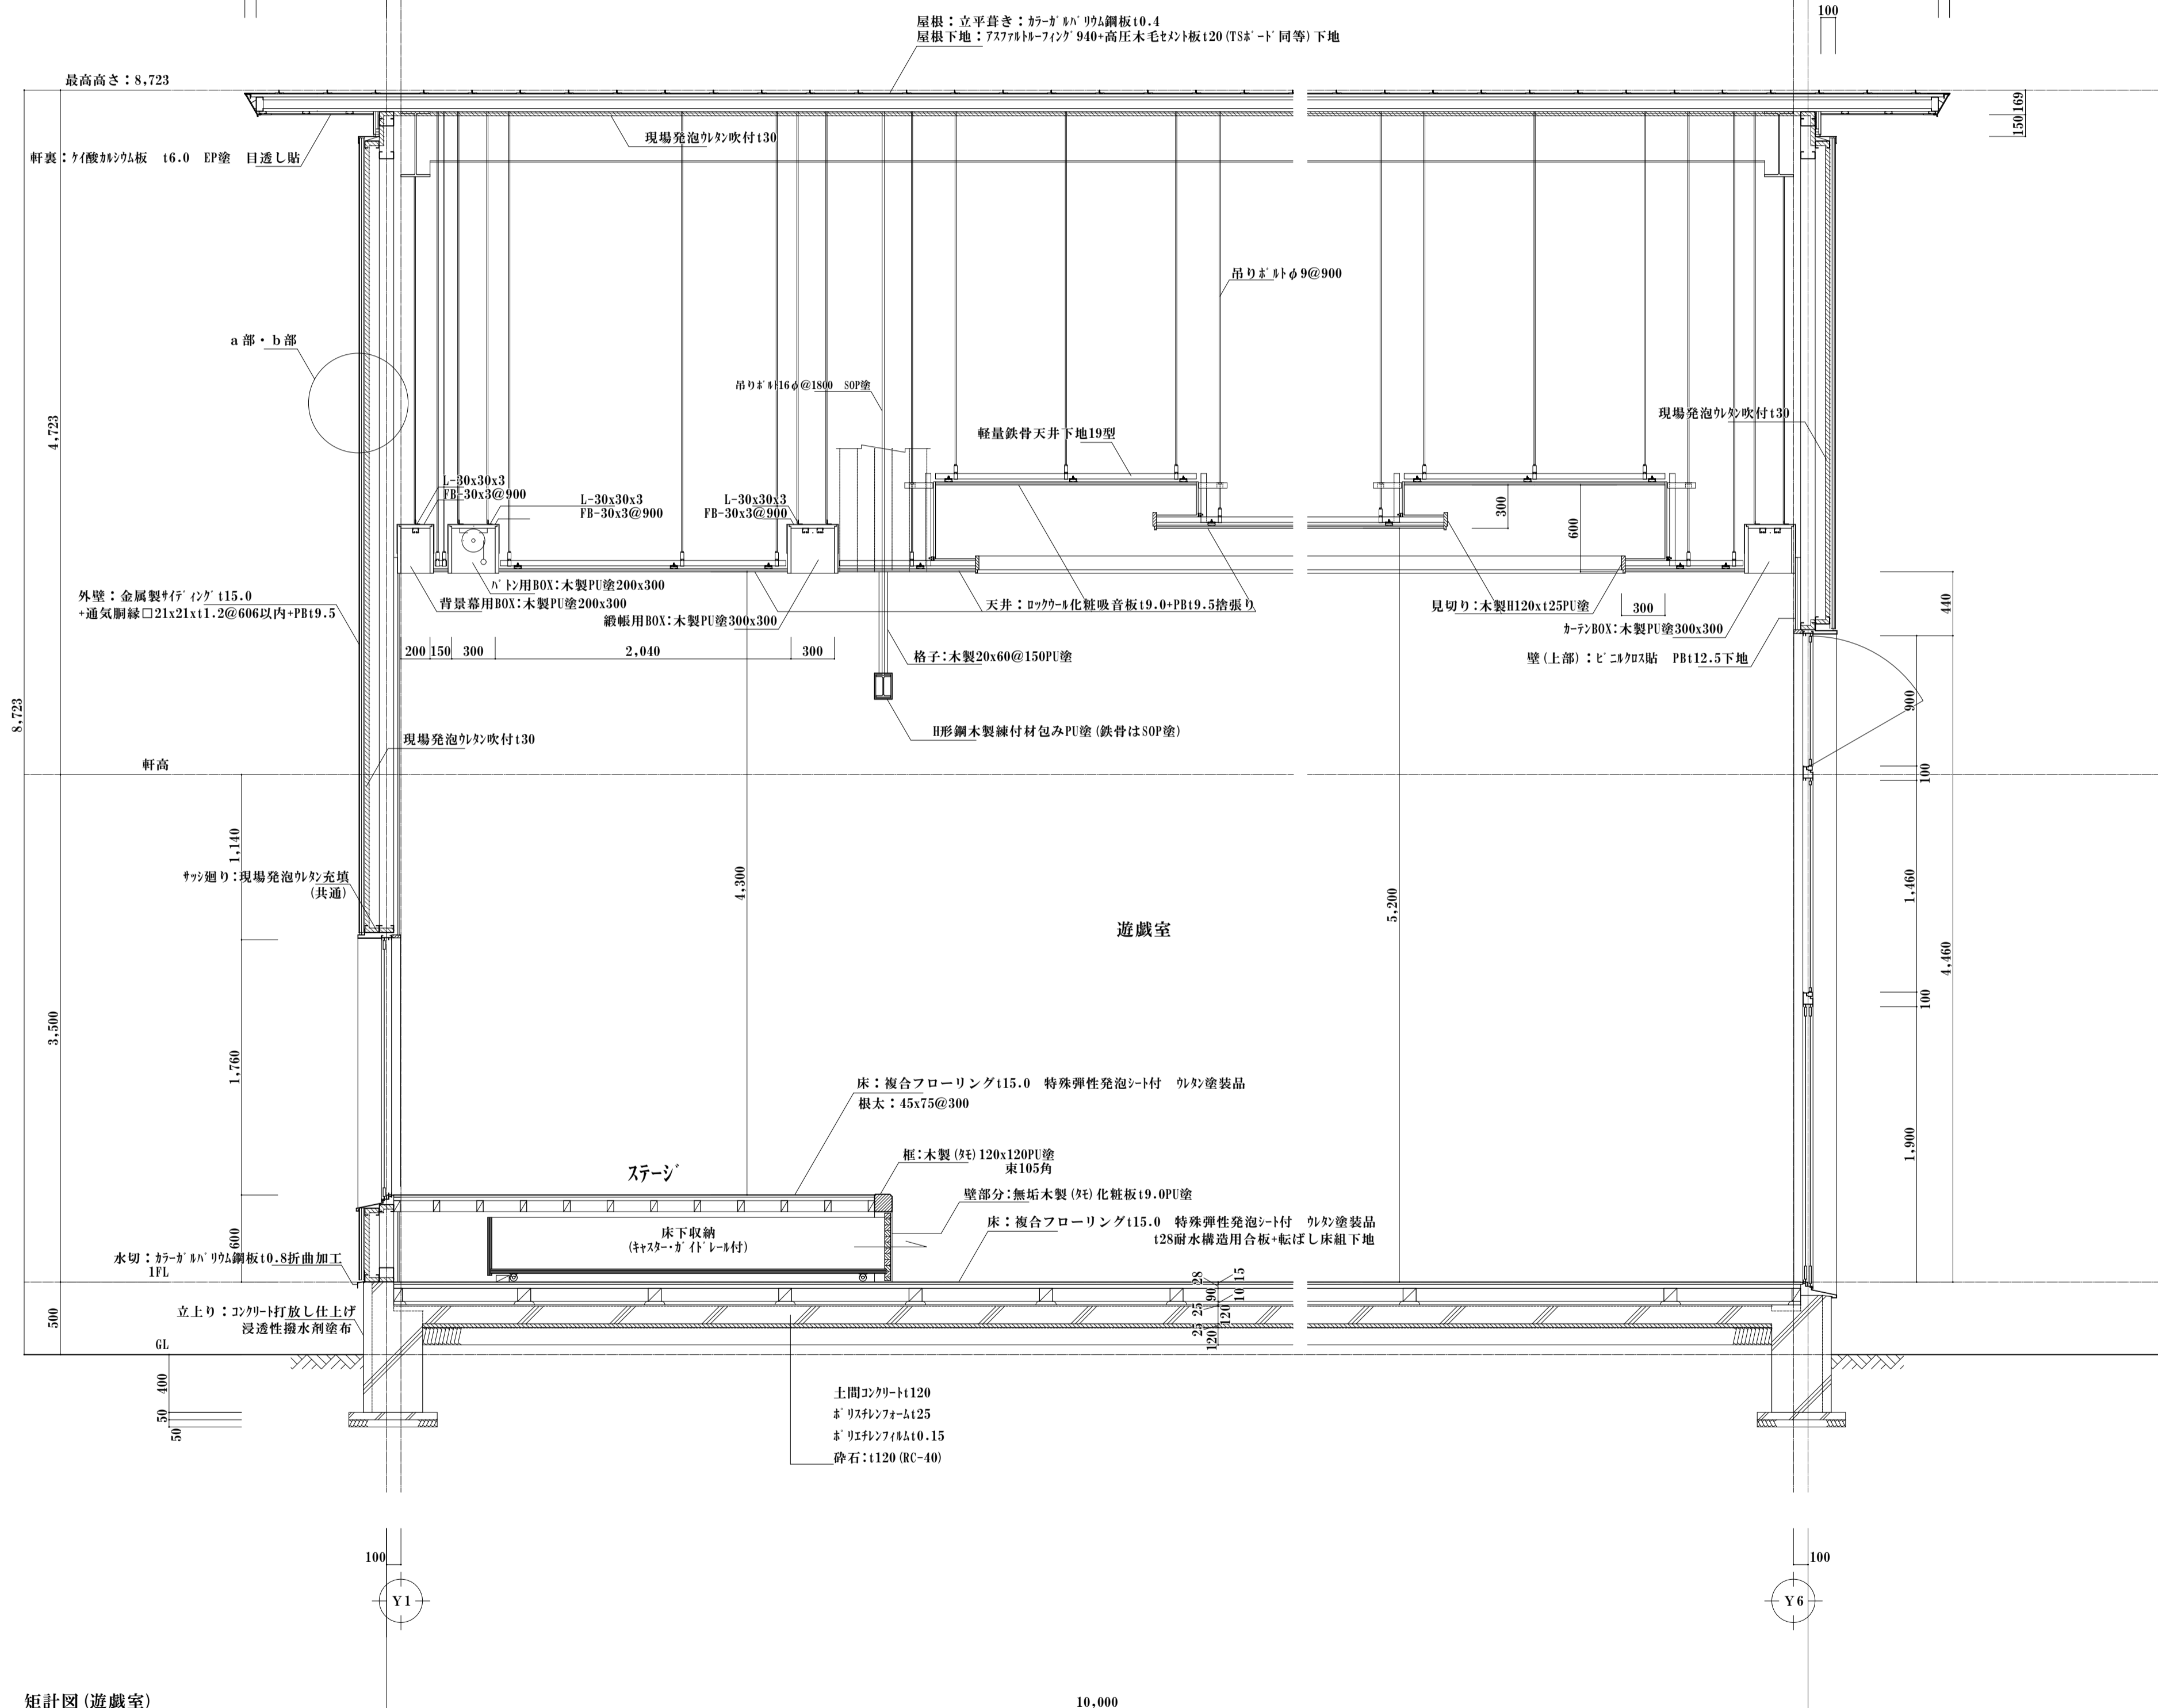 100
屋根：立平葺き：ｶﾗｰｶﾞﾙﾊﾞﾘｳﾑ鋼板t0.4
屋根下地：ｱｽﾌｧﾙﾄﾙｰﾌｨﾝｸﾞ940+高圧木毛ｾﾒﾝﾄ板t20(TSﾎﾞｰﾄﾞ同等)下地
最高高さ：8,723
169
150
現場発泡ｳﾚﾀﾝ吹付t30
軒裏：ｹｲ酸ｶﾙｼｳﾑ板　t6.0　EP塗　目透し貼
吊りﾎﾞﾙﾄφ9@900
a部・b部
吊りﾎﾞﾙﾄ16φ@1800　SOP塗
現場発泡ｳﾚﾀﾝ吹付t30
4,723
軽量鉄骨天井下地19型
L-30x30x3
FB-30x3@900
L-30x30x3
FB-30x3@900
L-30x30x3
FB-30x3@900
300
600
ﾊﾞﾄﾝ用BOX：木製PU塗200x300
背景幕用BOX：木製PU塗200x300
緞帳用BOX：木製PU塗300x300
外壁：金属製ｻｲﾃﾞｨﾝｸﾞt15.0
+通気胴縁□21x21xt1.2@606以内+PBt9.5
天井：ﾛｯｸｳｰﾙ化粧吸音板t9.0+PBt9.5捨張り
見切り：木製H120xt25PU塗
300
440
ｶｰﾃﾝBOX：木製PU塗300x300
200
150
300
2,040
300
格子：木製20x60@150PU塗
壁(上部)：ﾋﾞﾆﾙｸﾛｽ貼　PBt12.5下地
900
8,723
H形鋼木製練付材包みPU塗(鉄骨はSOP塗)
現場発泡ｳﾚﾀﾝ吹付t30
軒高
100
1,140
ｻｯｼ廻り：現場発泡ｳﾚﾀﾝ充填
(共通)
4,300
5,200
1,460
遊戯室
4,460
100
3,500
1,760
床：複合フローリングt15.0　特殊弾性発泡ｼｰﾄ付　ｳﾚﾀﾝ塗装品
根太：45x75@300
1,900
ステージ
框：木製(ﾀﾓ)120x120PU塗
束105角
壁部分：無垢木製(ﾀﾓ)化粧板t9.0PU塗
床：複合フローリングt15.0　特殊弾性発泡ｼｰﾄ付　ｳﾚﾀﾝ塗装品
t28耐水構造用合板+転ばし床組下地
床下収納
(ｷｬｽﾀｰ・ｶﾞｲﾄﾞﾚｰﾙ付)
600
水切：ｶﾗｰｶﾞﾙﾊﾞﾘｳﾑ鋼板t0.8折曲加工
1FL
28
15
90
10
25
120
25
120
500
立上り：ｺﾝｸﾘｰﾄ打放し仕上げ
浸透性撥水剤塗布
GL
400
50
50
土間ｺﾝｸﾘｰﾄt120
ﾎﾟﾘｽﾁﾚﾝﾌｫｰﾑt25
ﾎﾟﾘｴﾁﾚﾝﾌｨﾙﾑt0.15
砕石：t120(RC-40)
100
100
Y1
Y6
矩計図(遊戯室)
10,000